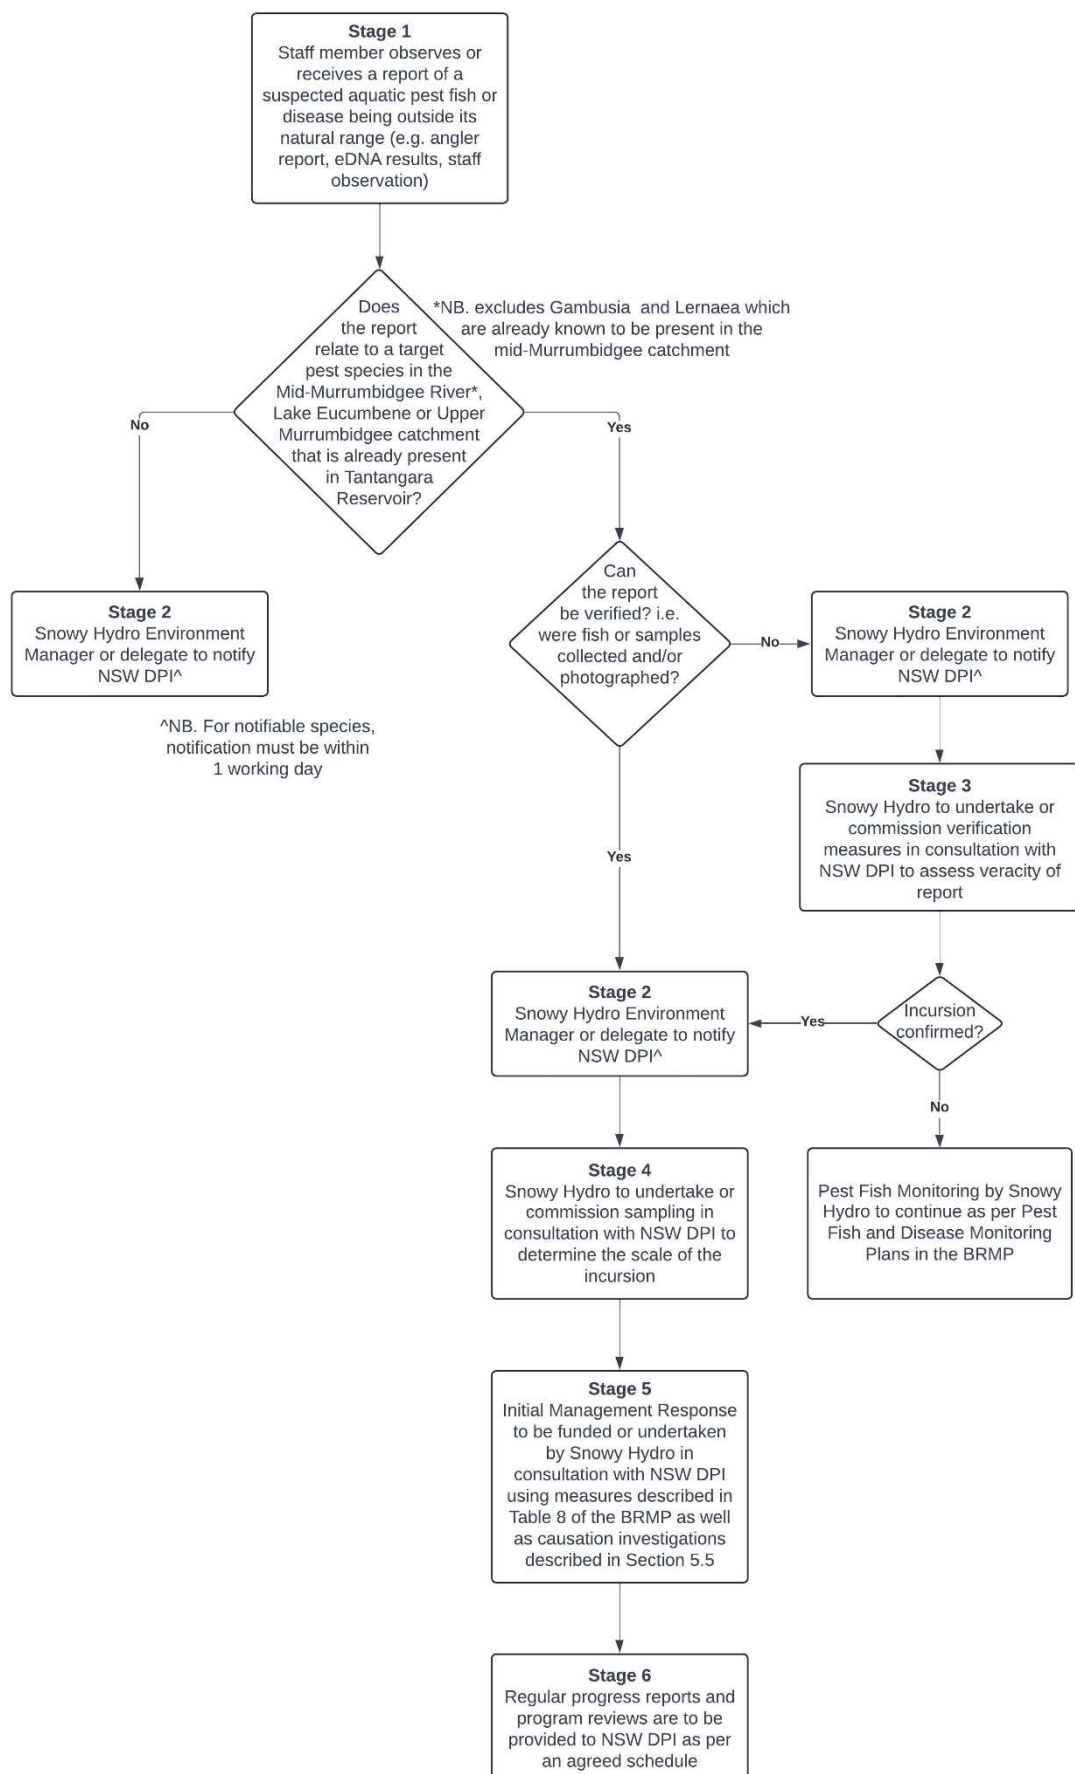 Stage 1
Staff member observes or
receives a report of a
suspected aquatic pest fish or
disease being outside its
natural range (e.g. angler
report, eDNA results, staff
observation)
Does
the report
relate to a target
pest species in the
Mid-Murrumbidgee River*,
Lake Eucumbene or Upper
Murrumbidgee catchment
that is already present
in Tantangara
Reservoir?
*NB. excludes Gambusia and Lernaea which
are already known to be present in the
mid-Murrumbidgee catchment
No
Yes
Stage 2
Snowy Hydro Environment
Manager or delegate to notify
NSW DPI^
^NB. For notifiable species,
notification must be within
1 working day
Can
the report
be verified? i.e.
were fish or samples
collected and/or
photographed?
No
Stage 2
Snowy Hydro Environment
Manager or delegate to notify
NSW DPI^
Stage 3
Snowy Hydro to undertake or
commission verification
measures in consultation with
NSW DPI to assess veracity of
report
Yes
Incursion
confirmed?
Yes
No
Stage 2
Snowy Hydro Environment
Manager or delegate to notify
NSW DPI^
Pest Fish Monitoring by Snowy
Hydro to continue as per Pest
Fish and Disease Monitoring
Plans in the BRMP
Stage 4
Snowy Hydro to undertake or
commission sampling in
consultation with NSW DPI to
determine the scale of the
incursion
Stage 5
Initial Management Response
to be funded or undertaken
by Snowy Hydro in
consultation with NSW DPI
using measures described in
Table 8 of the BRMP as well
as causation investigations
described in Section 5.5
Stage 6
Regular progress reports and
program reviews are to be
provided to NSW DPI as per
an agreed schedule